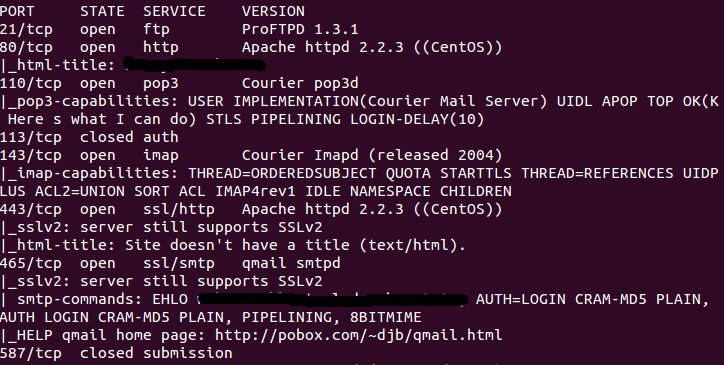 PORT STATE SERVICE VERSION
21/tcp open ftp ProFTPD 1.3.1
80/tcp open http Apache httpd 2.2.3 ((CentOS))
|_html-title:
110/tcp open pop3 Courier pop3d
|_pop3-capabilities: USER IMPLEMENTATION(Courier Mail Server) UIDL APOP TOP OK(K
Here s what I can do) STLS PIPELINING LOGIN-DELAY(10)
113/tcp closed auth
143/tcp open imap Courier Imapd (released 2004)
|_imap-capabilities: THREAD=ORDEREDSUBJECT QUOTA STARTTLS THREAD=REFERENCES UIDP
LUS ACL2=UNION SORT ACL IMAP4rev1 IDLE NAMESPACE CHILDREN
443/tcp open ssl/http Apache httpd 2.2.3 ((CentOS))
|_sslv2: server still supports SSLv2
|_html-title: Site doesn't have a title (text/html).
465/tcp open ssl/smtp qmail smtpd
|_sslv2: server still supports SSLv2
| smtp-commands: EHLO , AUTH=LOGIN CRAM-MD5 PLAIN,
AUTH LOGIN CRAM-MD5 PLAIN, PIPELINING, 8BITMIME
|_HELP qmail home page: http://pobox.com/~djb/qmail.html
587/tcp closed submission